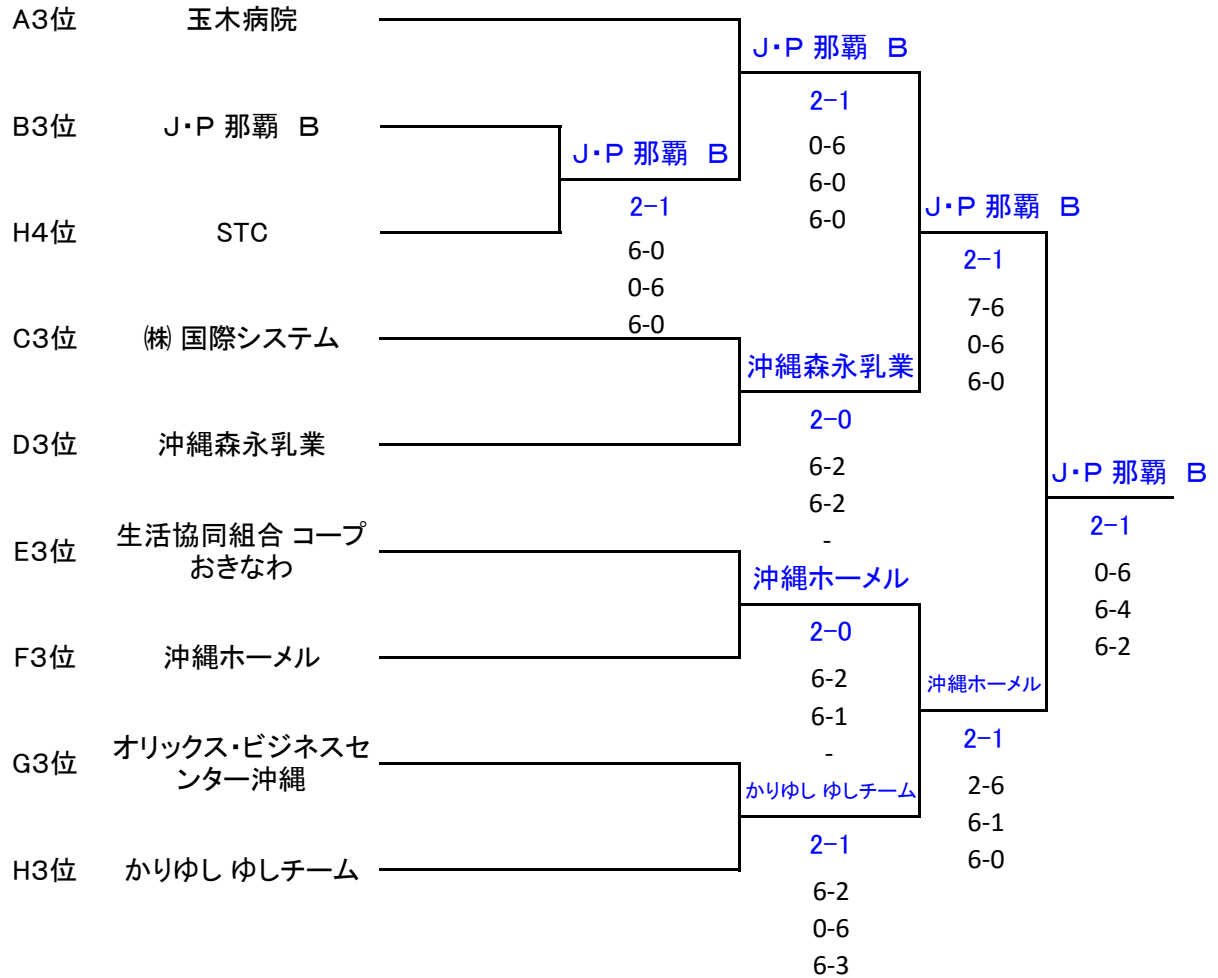 A3位 玉木病院
J・P 那覇 B
2-1
B3位 J・P 那覇 B
0-6
J・P 那覇 B
6-0
2-1
6-0
J・P 那覇 B
H4位 STC
6-0
2-1
0-6
7-6
6-0
C3位 ㈱ 国際システム
0-6
沖縄森永乳業
6-0
2-0
D3位 沖縄森永乳業
6-2
J・P 那覇 B
6-2
2-1
-
E3位 生活協同組合 コープ
おきなわ
沖縄ホーメル
0-6
2-0
6-4
F3位 沖縄ホーメル
6-2
6-2
沖縄ホーメル
6-1
2-1
-
G3位 オリックス・ビジネスセ
ンター沖縄
かりゆし ゆしチーム
2-6
2-1
6-1
H3位 かりゆし ゆしチーム
6-0
6-2
0-6
6-3